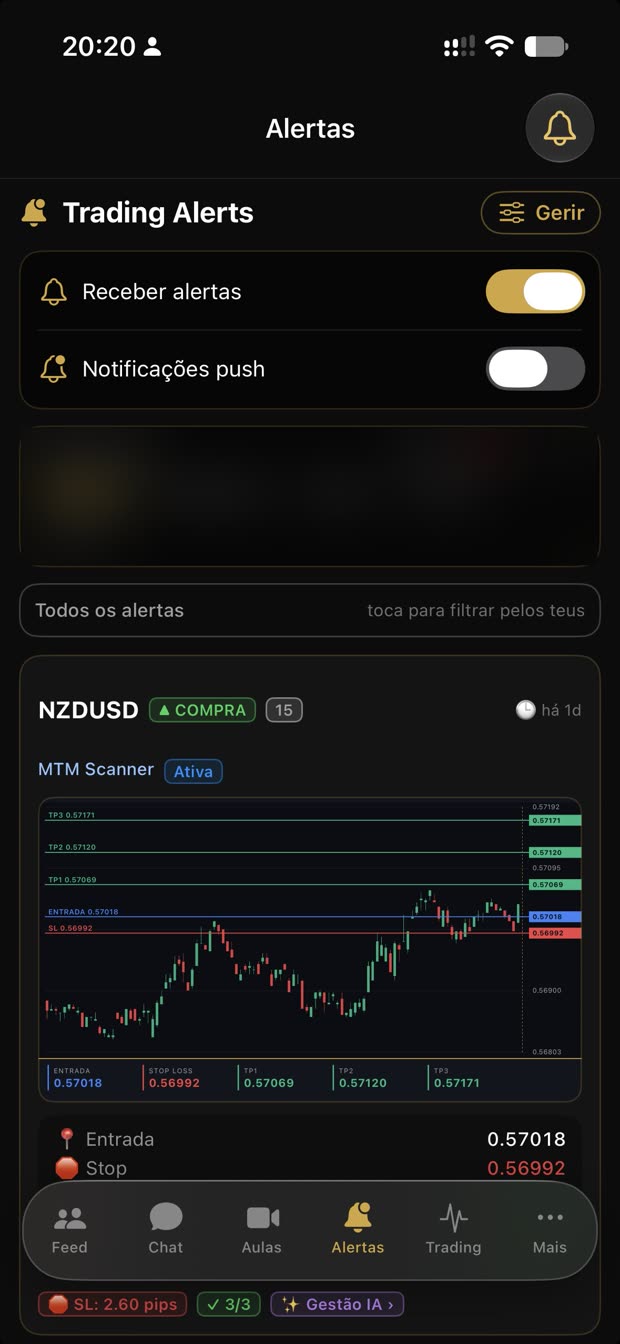 20:20
Alertas
Trading Alerts
Gerir
Receber alertas
Notificações push
Todos os alertas
toca para filtrar pelos teus
NZDUSD
▲ COMPRA
15
há 1d
MTM Scanner
Ativa
TP3 0.57171
TP2 0.57120
TP1 0.57069
ENTRADA 0.57018
SL 0.56992
0.57192
0.57171
0.57120
0.57095
0.57069
0.57018
0.56992
0.56900
0.56803
ENTRADA
0.57018
STOP LOSS
0.56992
TP1
0.57069
TP2
0.57120
TP3
0.57171
Entrada
0.57018
Stop
0.56992
Feed
Chat
Aulas
Alertas
Trading
Mais
SL: 2.60 pips
✓ 3/3
Gestão IA ›